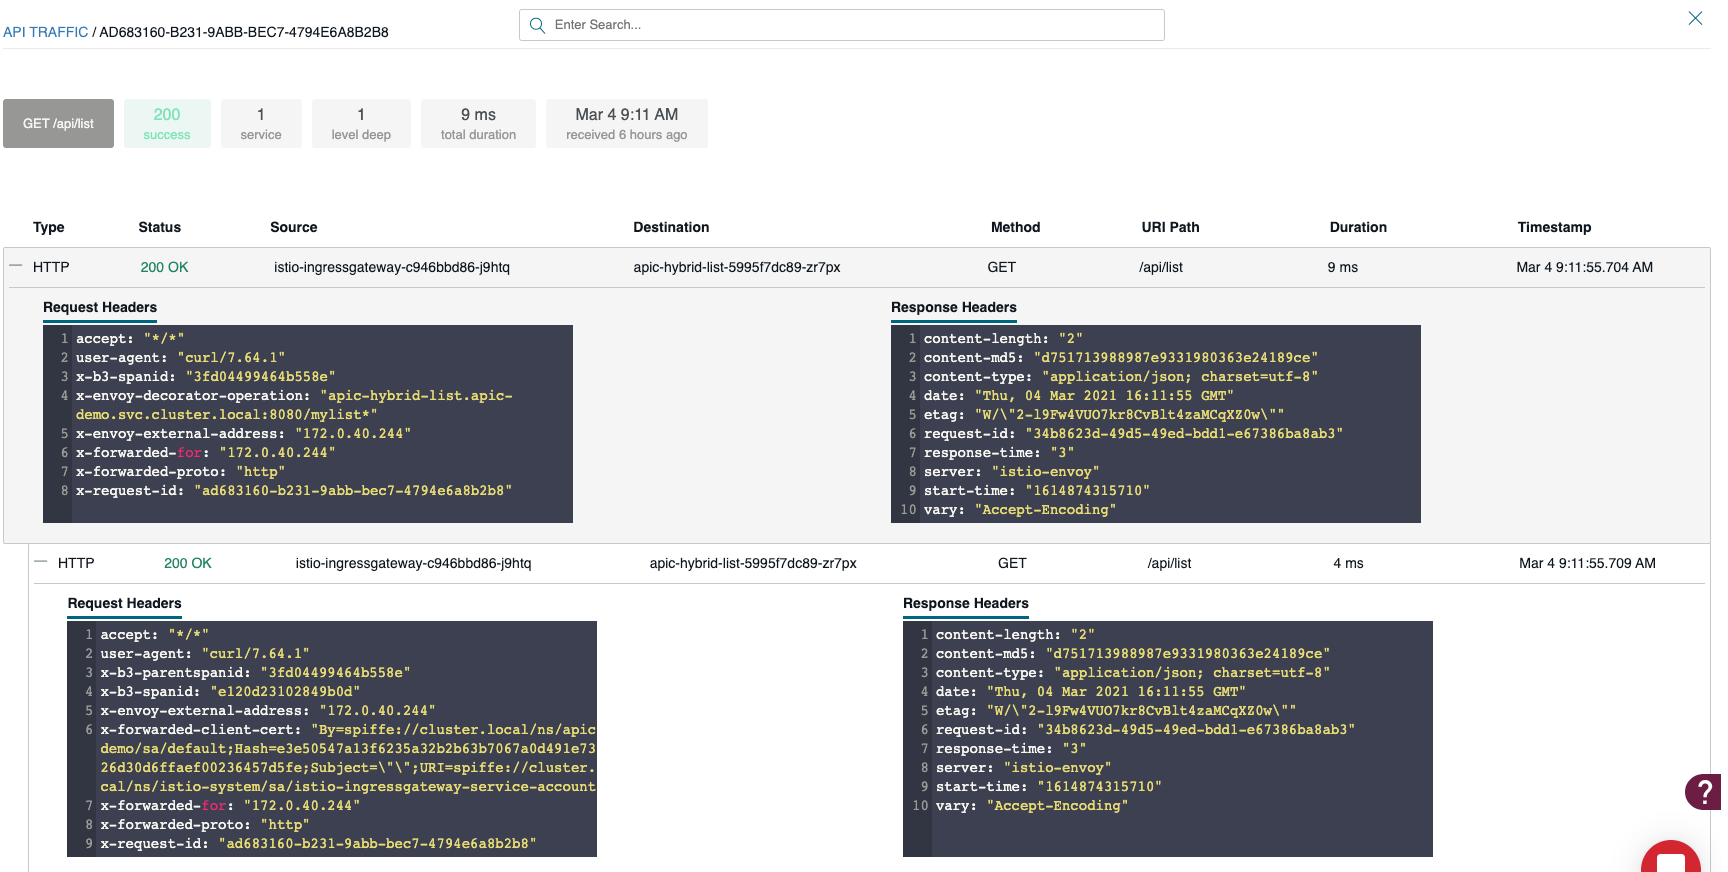 API TRAFFIC / AD683160-B231-9ABB-BEC7-4794E6A8B2B8
Enter Search...
GET /api/list
200
success
1
service
1
level deep
9 ms
total duration
Mar 4 9:11 AM
received 6 hours ago
Type Status Source Destination Method URI Path Duration Timestamp
HTTP 200 OK istio-ingressgateway-c946bbd86-j9htq apic-hybrid-list-5995f7dc89-zr7px GET /api/list 9 ms Mar 4 9:11:55.704 AM
Request Headers
1 accept: "*/*"
2 user-agent: "curl/7.64.1"
3 x-b3-spanid: "3fd04499464b558e"
4 x-envoy-decorator-operation: "apic-hybrid-list.apic-
demo.svc.cluster.local:8080/mylist*"
5 x-envoy-external-address: "172.0.40.244"
6 x-forwarded-for: "172.0.40.244"
7 x-forwarded-proto: "http"
8 x-request-id: "ad683160-b231-9abb-bec7-4794e6a8b2b8"
Response Headers
1 content-length: "2"
2 content-md5: "d751713988987e9331980363e24189ce"
3 content-type: "application/json; charset=utf-8"
4 date: "Thu, 04 Mar 2021 16:11:55 GMT"
5 etag: "W/\"2-l9Fw4VUO7kr8CvBlt4zaMCqXZ0w\""
6 request-id: "34b8623d-49d5-49ed-bdd1-e67386ba8ab3"
7 response-time: "3"
8 server: "istio-envoy"
9 start-time: "1614874315710"
10 vary: "Accept-Encoding"
HTTP 200 OK istio-ingressgateway-c946bbd86-j9htq apic-hybrid-list-5995f7dc89-zr7px GET /api/list 4 ms Mar 4 9:11:55.709 AM
Request Headers
1 accept: "*/*"
2 user-agent: "curl/7.64.1"
3 x-b3-parentspanid: "3fd04499464b558e"
4 x-b3-spanid: "e120d23102849b0d"
5 x-envoy-external-address: "172.0.40.244"
6 x-forwarded-client-cert: "By=spiffe://cluster.local/ns/apic
demo/sa/default;Hash=e3e50547a13f6235a32b2b63b7067a0d491e73
26d30d6ffaef00236457d5fe;Subject=\"\";URI=spiffe://cluster.
cal/ns/istio-system/sa/istio-ingressgateway-service-account
7 x-forwarded-for: "172.0.40.244"
8 x-forwarded-proto: "http"
9 x-request-id: "ad683160-b231-9abb-bec7-4794e6a8b2b8"
Response Headers
1 content-length: "2"
2 content-md5: "d751713988987e9331980363e24189ce"
3 content-type: "application/json; charset=utf-8"
4 date: "Thu, 04 Mar 2021 16:11:55 GMT"
5 etag: "W/\"2-l9Fw4VUO7kr8CvBlt4zaMCqXZ0w\""
6 request-id: "34b8623d-49d5-49ed-bdd1-e67386ba8ab3"
7 response-time: "3"
8 server: "istio-envoy"
9 start-time: "1614874315710"
10 vary: "Accept-Encoding"
?